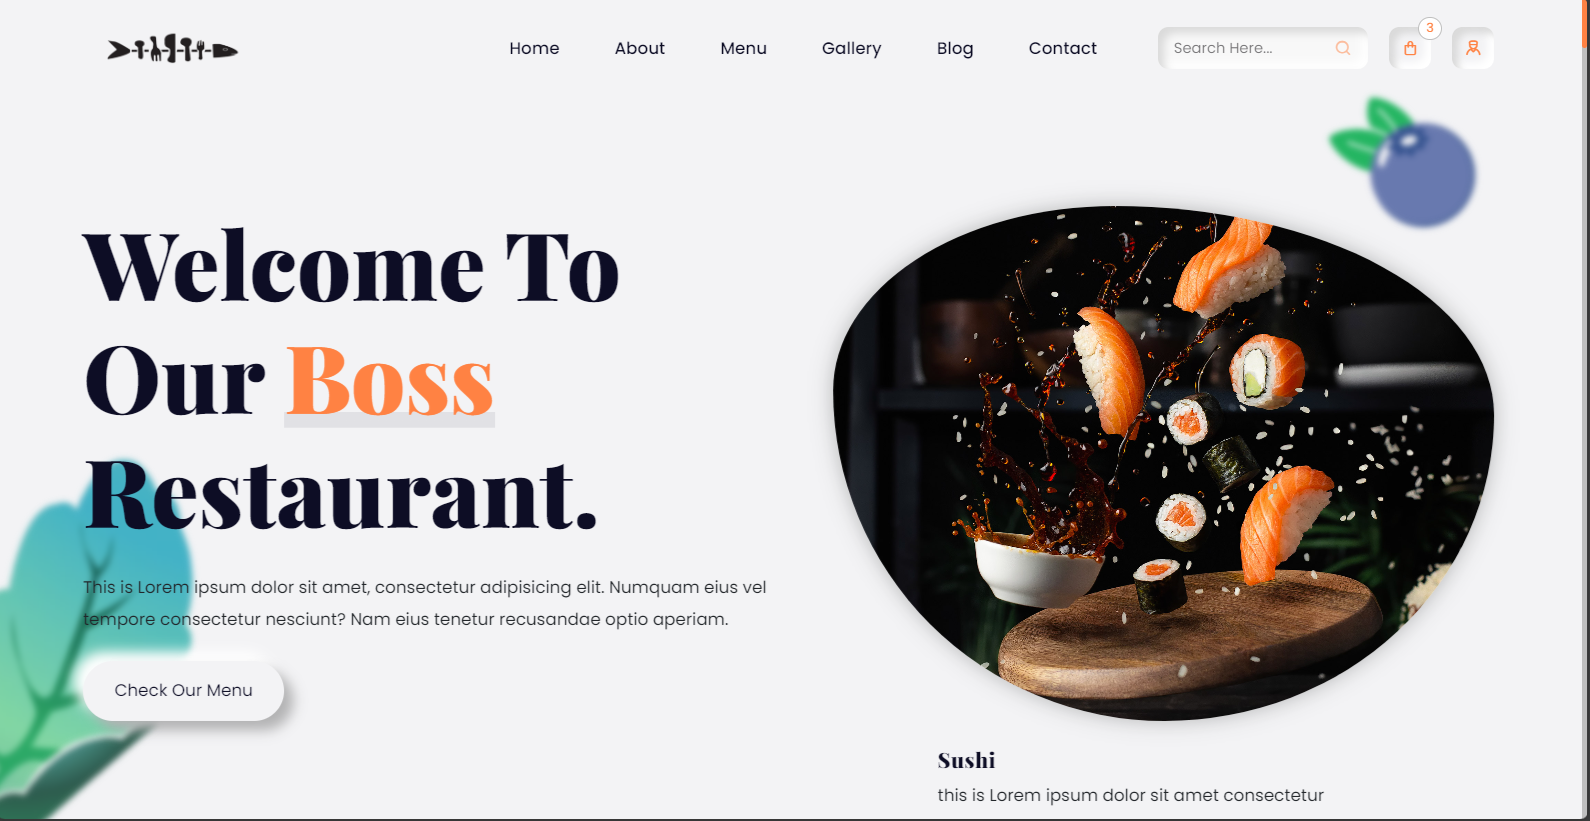 Home
About
Menu
Gallery
Blog
Contact
Search Here...
3
Welcome To
Our Boss
Restaurant.
This is Lorem ipsum dolor sit amet, consectetur adipisicing elit. Numquam eius vel
tempore consectetur nesciunt? Nam eius tenetur recusandae optio aperiam.
Check Our Menu
Sushi
this is Lorem ipsum dolor sit amet consectetur